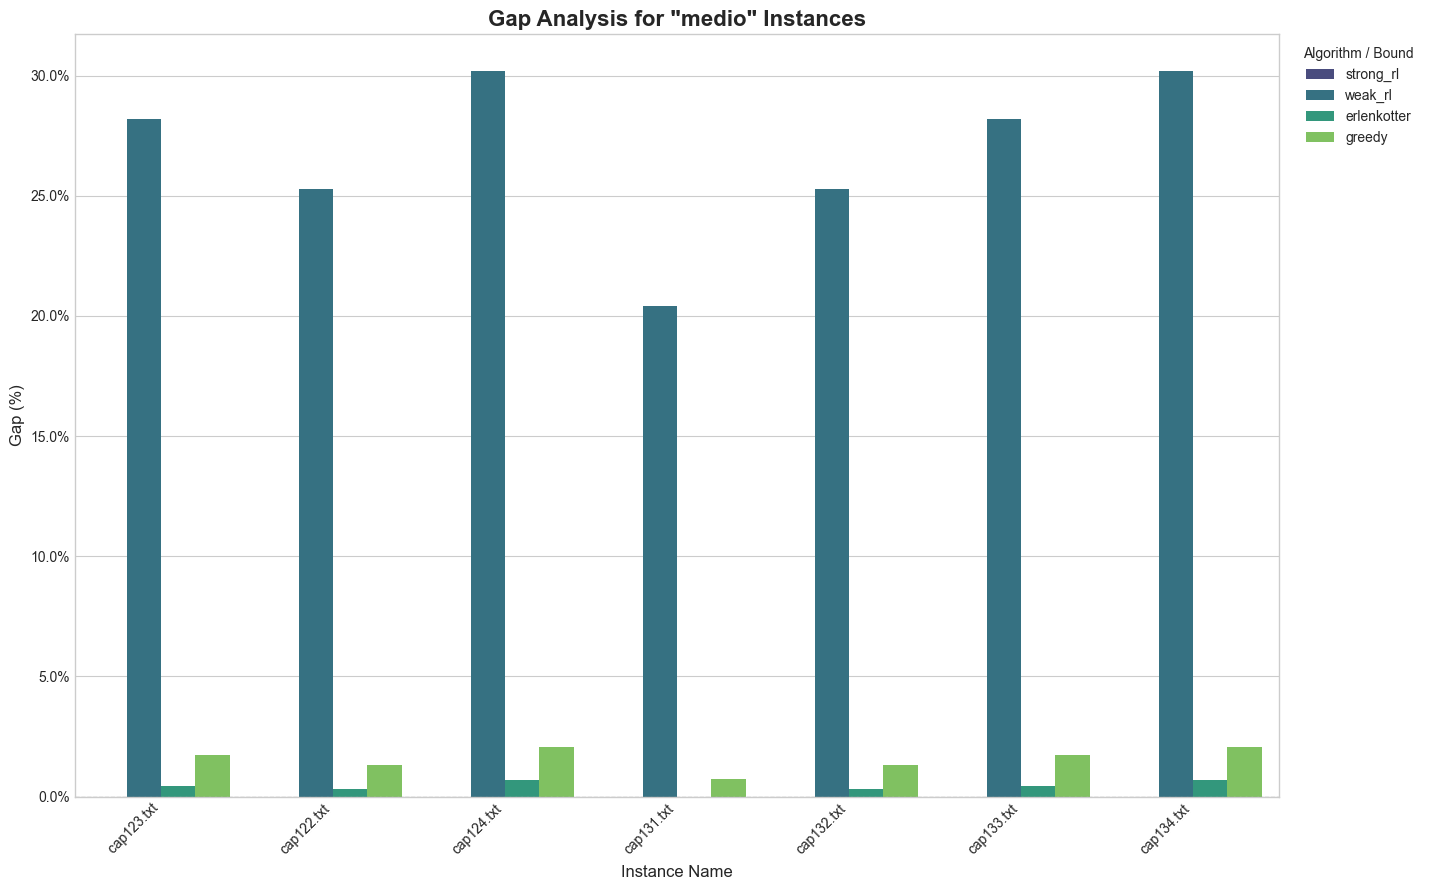 Gap Analysis for "medio" Instances
Algorithm / Bound
strong_rl
weak_rl
erlenkotter
greedy
Gap (%)
30.0%
25.0%
20.0%
15.0%
10.0%
5.0%
0.0%
cap123.txt
cap122.txt
cap124.txt
cap131.txt
cap132.txt
cap133.txt
cap134.txt
Instance Name